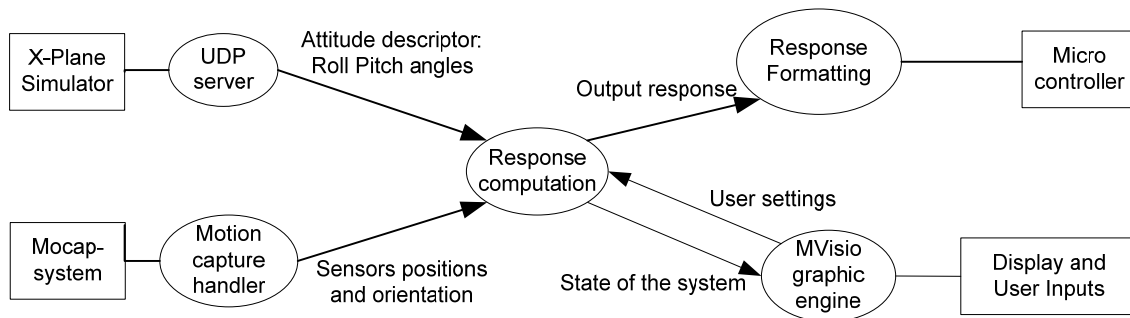 X-Plane
Simulator
UDP
server
Attitude descriptor:
Roll Pitch angles
Response
Formatting
Micro
controller
Output response
Response
computation
User settings
Mocap-
system
Motion
capture
handler
Sensors positions
and orientation
State of the system
MVisio
graphic
engine
Display and
User Inputs